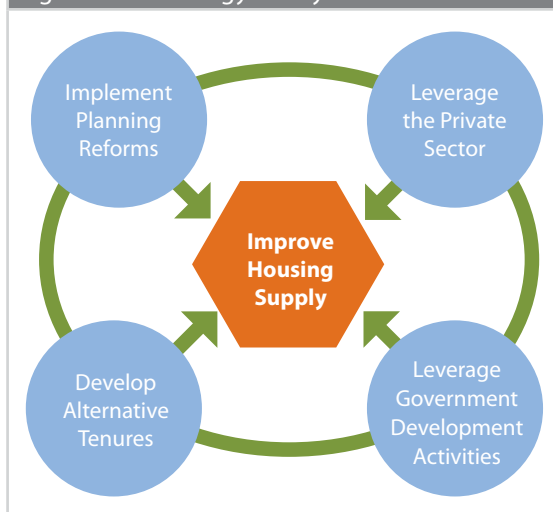 Implement
Planning
Reforms
Leverage
the Private
Sector
Improve
Housing
Supply
Develop
Alternative
Tenures
Leverage
Government
Development
Activities